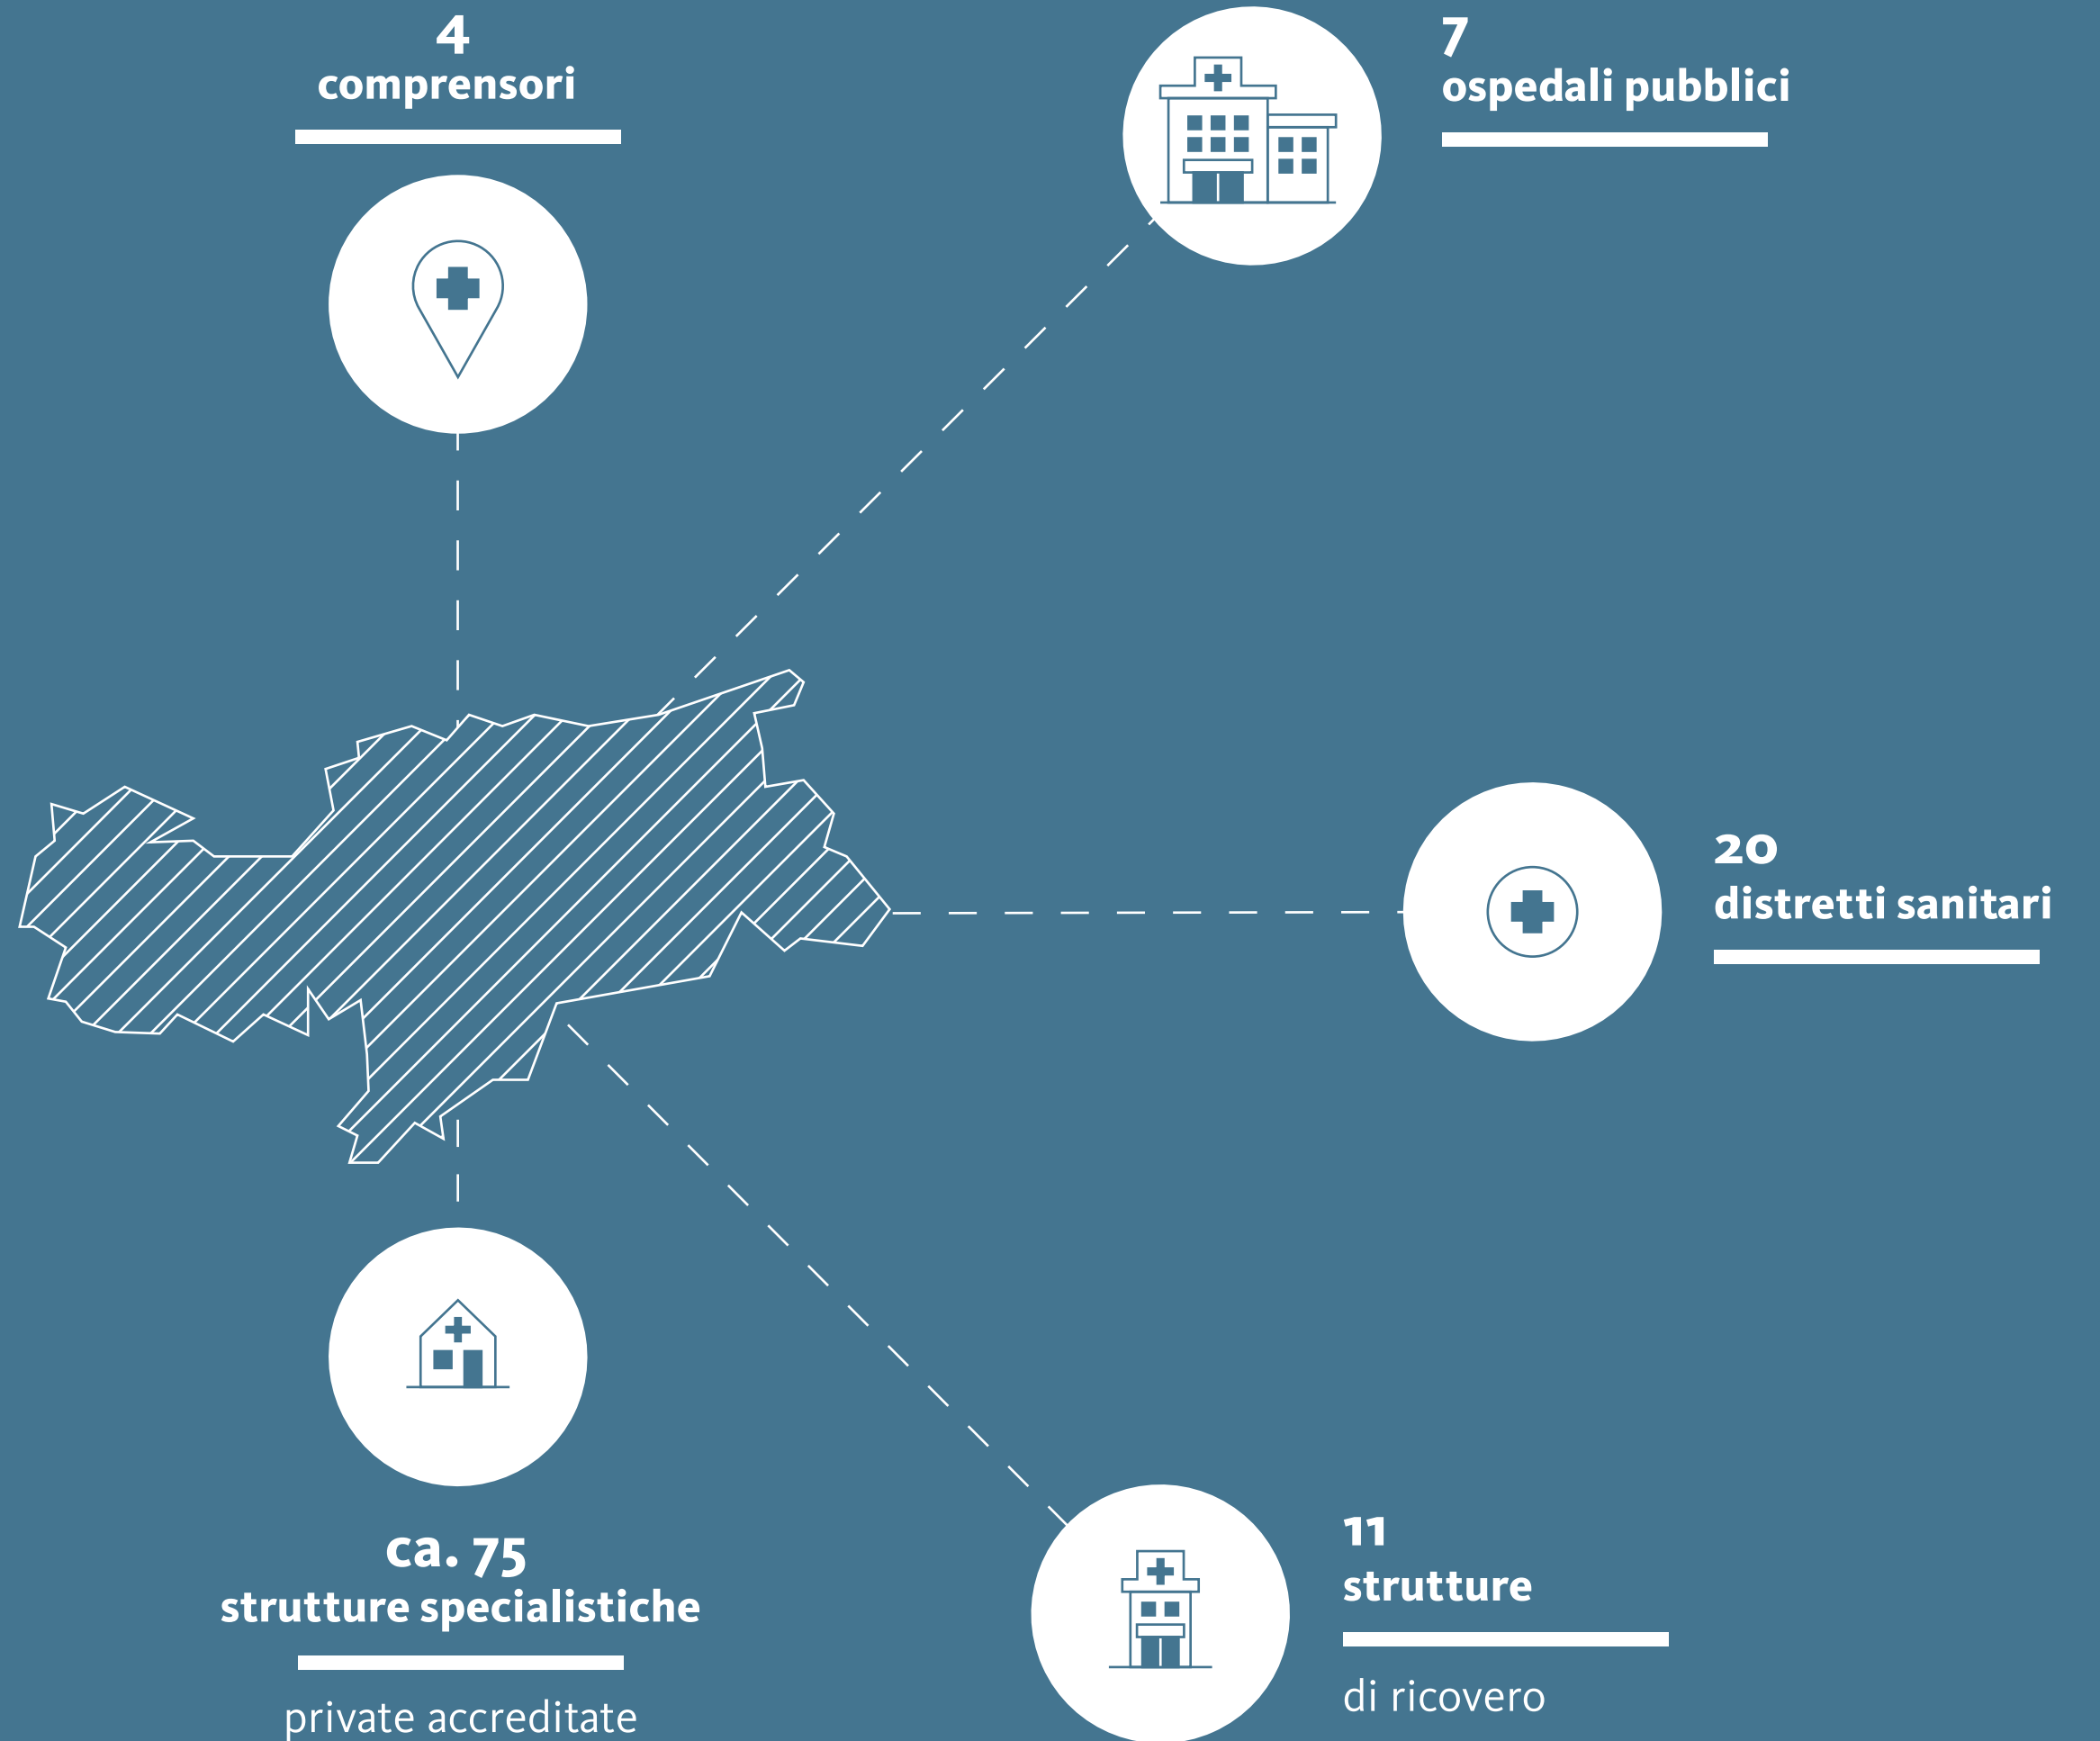 4
comprensori
7
ospedali pubblici
20
distretti sanitari
ca. 75
strutture specialistiche
private accreditate
11
strutture
di ricovero